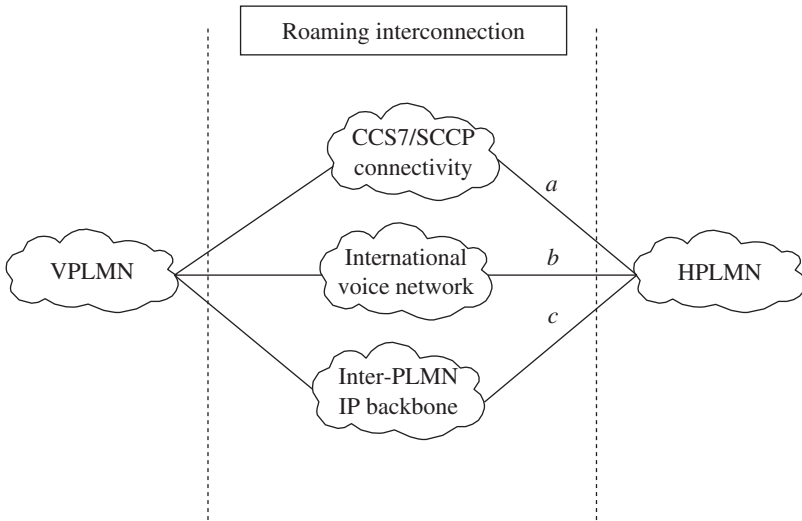 Roaming interconnection
CCS7/SCCP
connectivity
a
VPLMN
International
voice network
b
HPLMN
c
Inter-PLMN
IP backbone